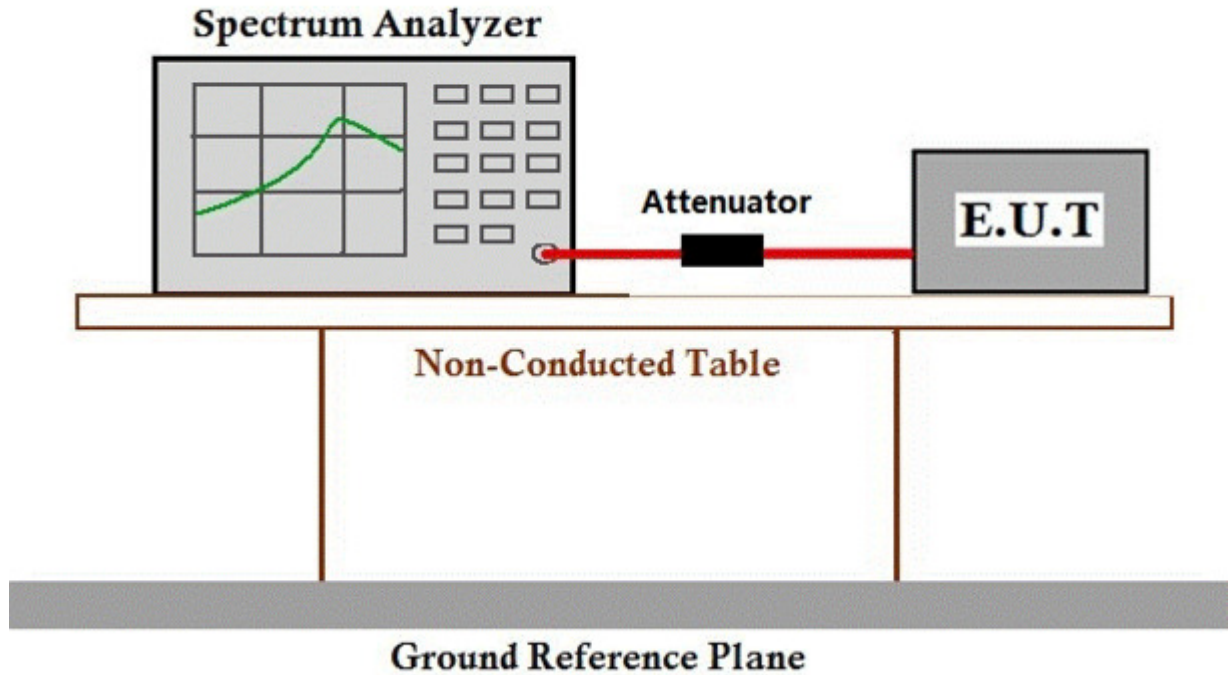 Spectrum Analyzer
Attenuator
E.U.T
Non-Conducted Table
Ground Reference Plane